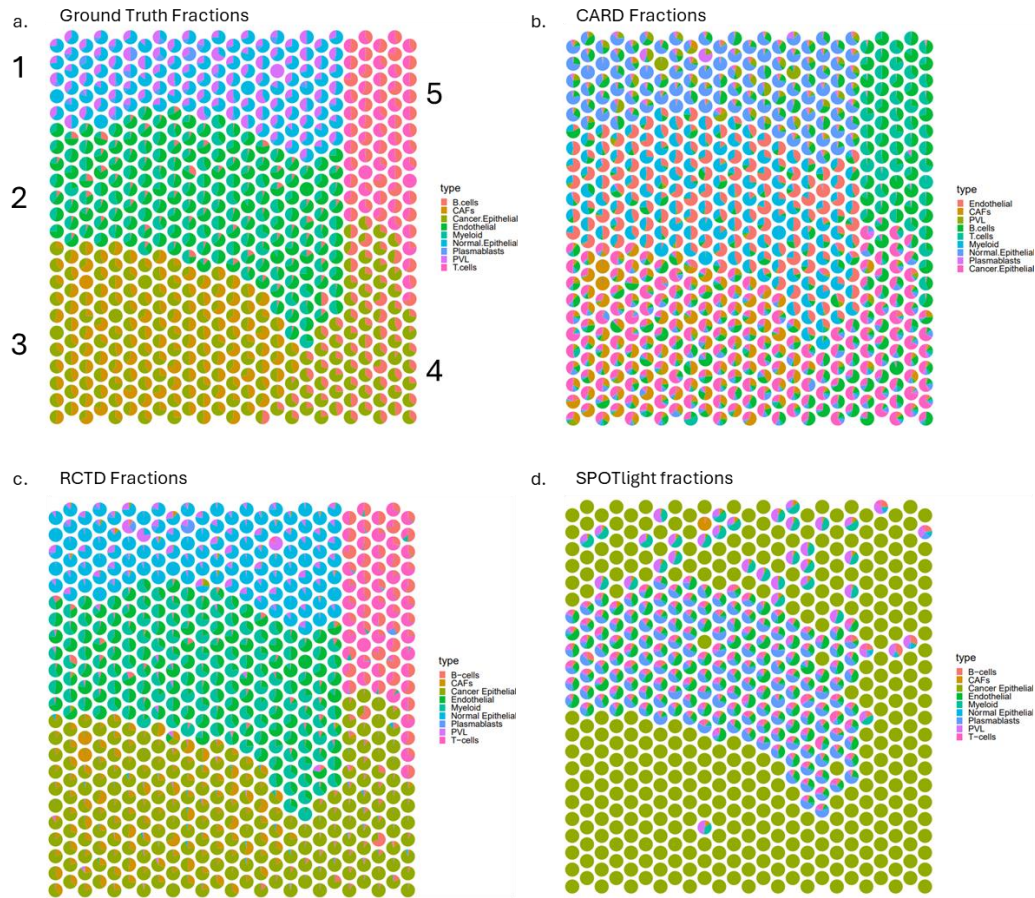 a. Ground Truth Fractions
1
2
3
5
4
type
B.cells
CAFs
Cancer.Epithelial
Endothelial
Myeloid
Normal.Epithelial
Plasmablasts
PVL
T.cells
b. CARD Fractions
type
Endothelial
CAFs
PVL
B.cells
T.cells
Myeloid
Normal.Epithelial
Plasmablasts
Cancer.Epithelial
c. RCTD Fractions
type
B-cells
CAFs
Cancer Epithelial
Endothelial
Myeloid
Normal Epithelial
Plasmablasts
PVL
T-cells
d. SPOTlight fractions
type
B-cells
CAFs
Cancer Epithelial
Endothelial
Myeloid
Normal Epithelial
Plasmablasts
PVL
T-cells